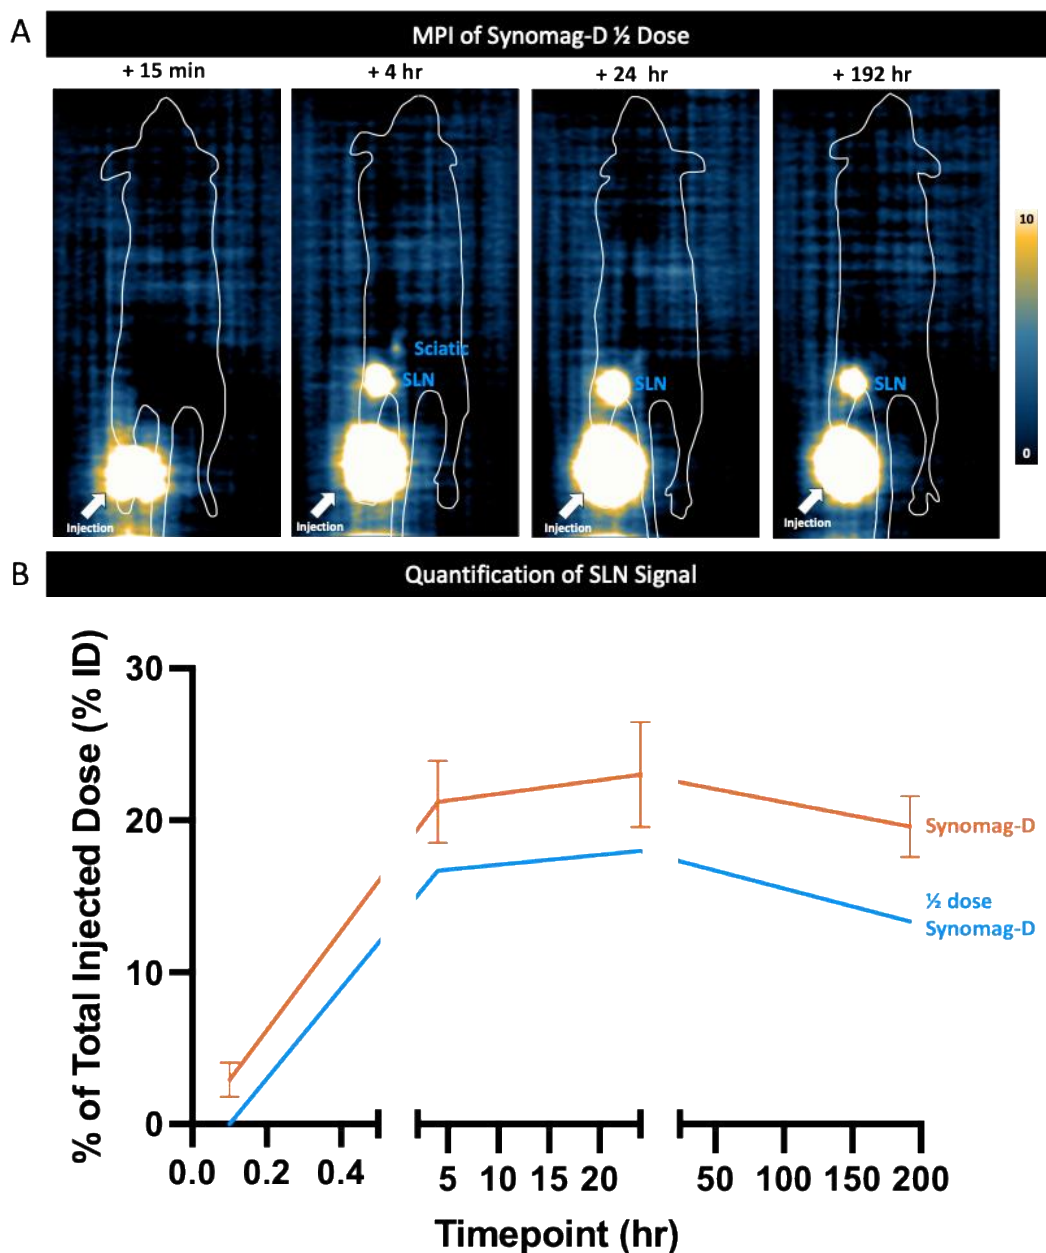 A
MPI of Synomag-D ½ Dose
+ 15 min
+ 4 hr
+ 24 hr
+ 192 hr
Sciatic
SLN
SLN
SLN
Injection
Injection
Injection
Injection
10
0
B
Quantification of SLN Signal
% of Total Injected Dose (% ID)
30
20
10
0
Synomag-D
½ dose
Synomag-D
0.0 0.2 0.4 5 10 15 20 50 100 150 200
Timepoint (hr)